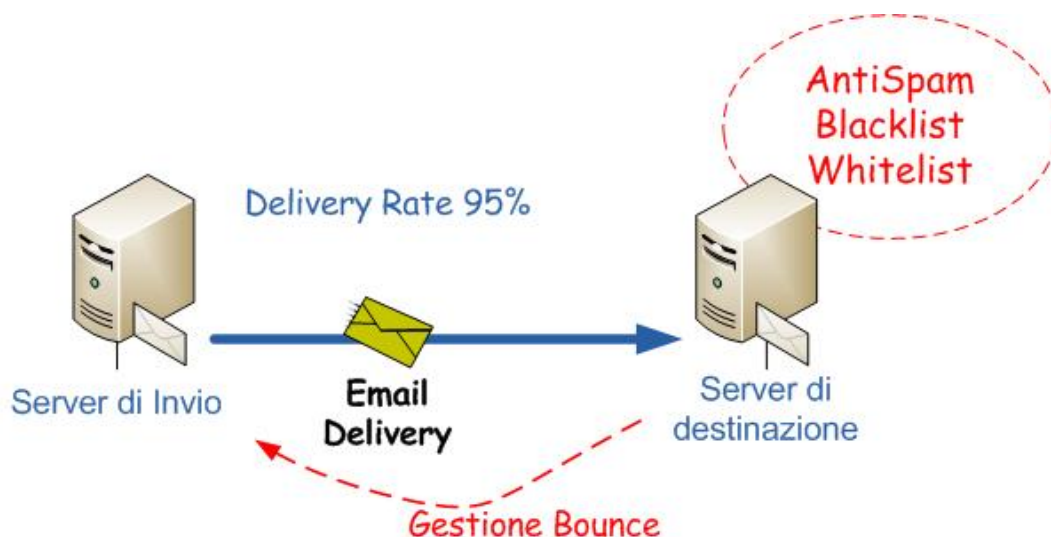 AntiSpam
Blacklist
Whitelist
Delivery Rate 95%
Server di Invio
Email
Delivery
Server di
destinazione
Gestione Bounce